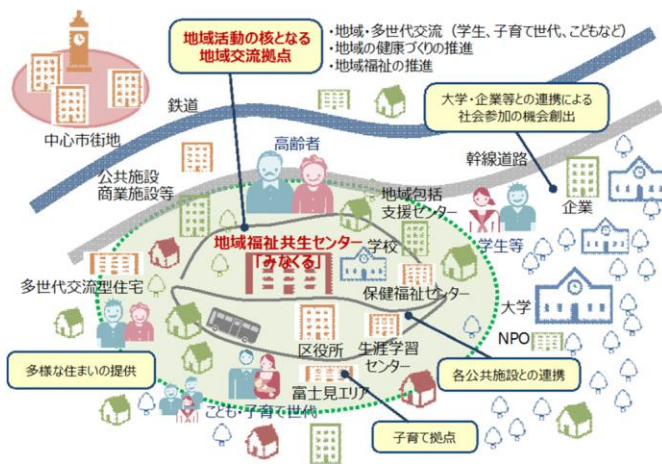 地域活動の核となる
地域交流拠点
・地域・多世代交流（学生、子育て世代、こどもなど）
・地域の健康づくりの推進
・地域福祉の推進
大学・企業等との連携による
社会参加の機会創出
鉄道
中心市街地
高齢者
幹線道路
公共施設
商業施設等
地域包括
支援センター
企業
学生等
地域福祉共生センター
「みなくる」
学校
多世代交流型住宅
保健福祉センター
大学
NPO
区役所
生涯学習
センター
多様な住まいの提供
各公共施設との連携
富士見エリア
こども・子育て世代
子育て拠点